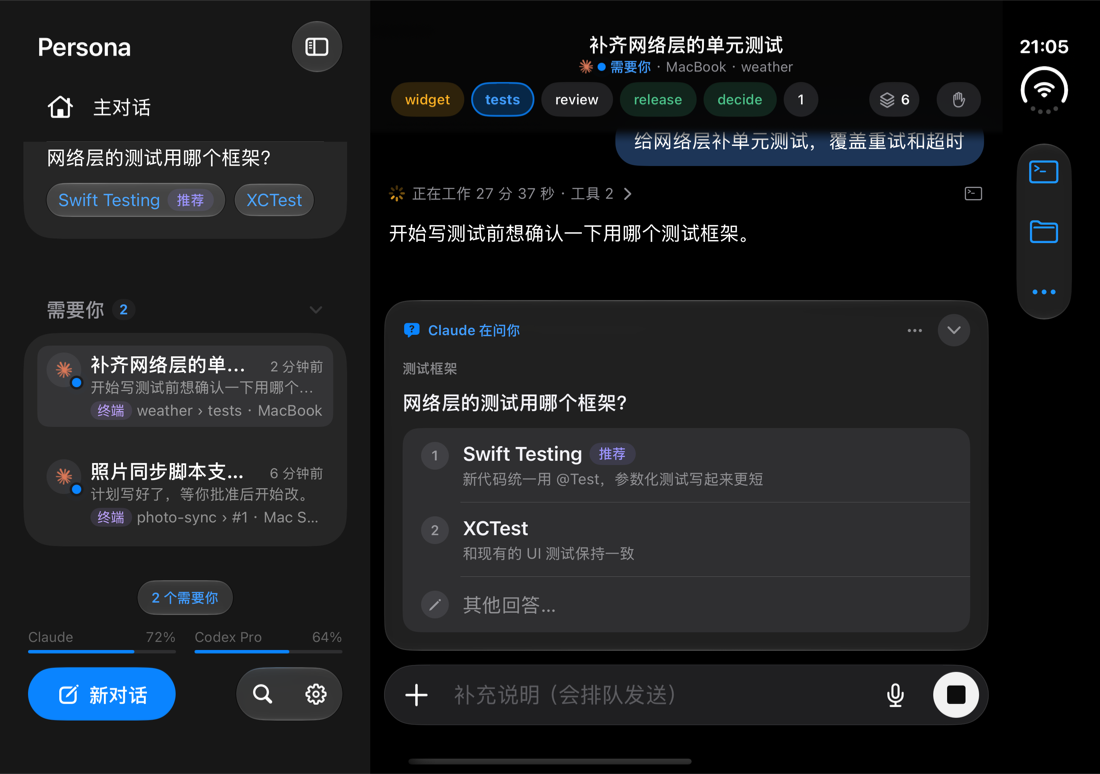 Persona
主对话
网络层的测试用哪个框架?
Swift Testing 推荐 XCTest
需要你 2
补齐网络层的单... 2 分钟前
开始写测试前想确认一下用哪个...
终端 weather › tests · MacBook
照片同步脚本支... 6 分钟前
计划写好了，等你批准后开始改。
终端 photo-sync › #1 · Mac S...
2 个需要你
Claude 72% Codex Pro 64%
新对话
补齐网络层的单元测试
需要你 · MacBook · weather
widget tests review release decide 1 6
给网络层补单元测试，覆盖重试和超时
正在工作 27 分 37 秒 · 工具 2
开始写测试前想确认一下用哪个测试框架。
Claude 在问你
测试框架
网络层的测试用哪个框架?
1 Swift Testing 推荐
新代码统一用 @Test，参数化测试写起来更短
2 XCTest
和现有的 UI 测试保持一致
其他回答...
补充说明（会排队发送）
21:05